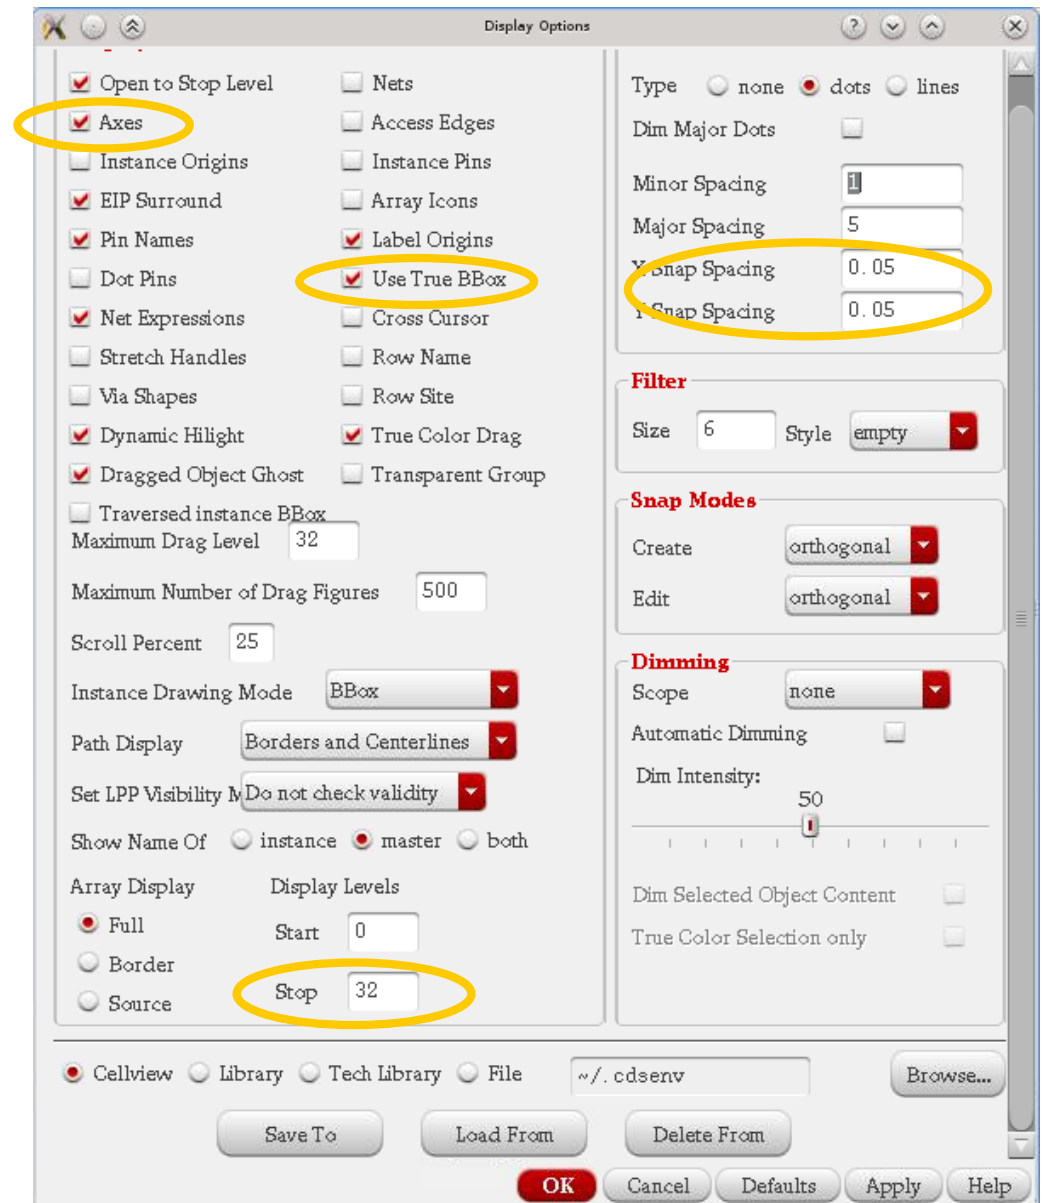 Display Options
Open to Stop Level
Nets
Axes
Access Edges
Instance Origins
Instance Pins
EIP Surround
Array Icons
Pin Names
Label Origins
Dot Pins
Use True BBox
Net Expressions
Cross Cursor
Stretch Handles
Row Name
Via Shapes
Row Site
Dynamic Hilight
True Color Drag
Dragged Object Ghost
Transparent Group
Traversed instance BBox
Maximum Drag Level 32
Maximum Number of Drag Figures 500
Scroll Percent 25
Instance Drawing Mode BBox
Path Display Borders and Centerlines
Set LPP Visibility M Do not check validity
Show Name Of instance master both
Array Display
Display Levels
Full
Start 0
Border
Stop 32
Source
Type none dots lines
Dim Major Dots
Minor Spacing 1
Major Spacing 5
Snap Spacing 0.05
Y Snap Spacing 0.05
Filter
Size 6 Style empty
Snap Modes
Create orthogonal
Edit orthogonal
Dimming
Scope none
Automatic Dimming
Dim Intensity:
50
Dim Selected Object Content
True Color Selection only
Cellview Library Tech Library File ~/.cdsenv Browse...
Save To Load From Delete From
OK Cancel Defaults Apply Help